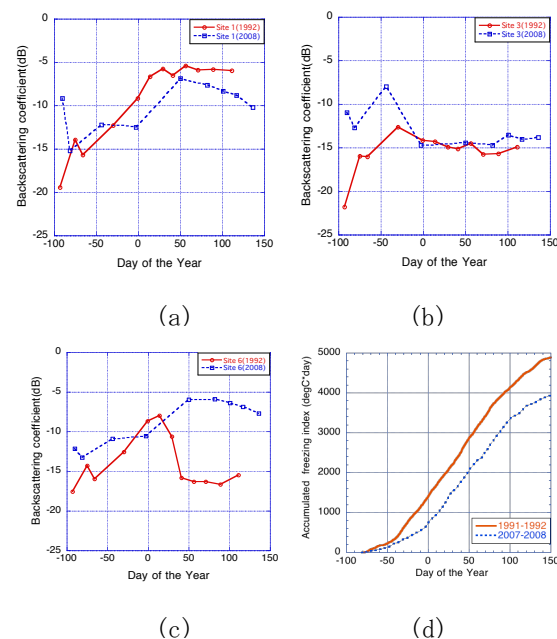 Site 1(1992)
Site 1(2008)
Backscattering coefficient(dB)
-5
-10
-15
-20
-25
-100 -50 0 50 100 150
Day of the Year
(a)
Site 3(1992)
Site 3(2008)
Backscattering coefficient(dB)
0
-5
-10
-15
-20
-25
-100 -50 0 50 100 150
Day of the Year
(b)
Site 6(1992)
Site 6(2008)
Backscattering coefficient(dB)
0
-5
-10
-15
-20
-25
-100 -50 0 50 100 150
Day of the Year
(c)
Accumulated freezing index (degC*day)
5000
4000
3000
2000
1000
0
1991-1992
2007-2008
-100 -50 0 50 100 150
Day of the Year
(d)